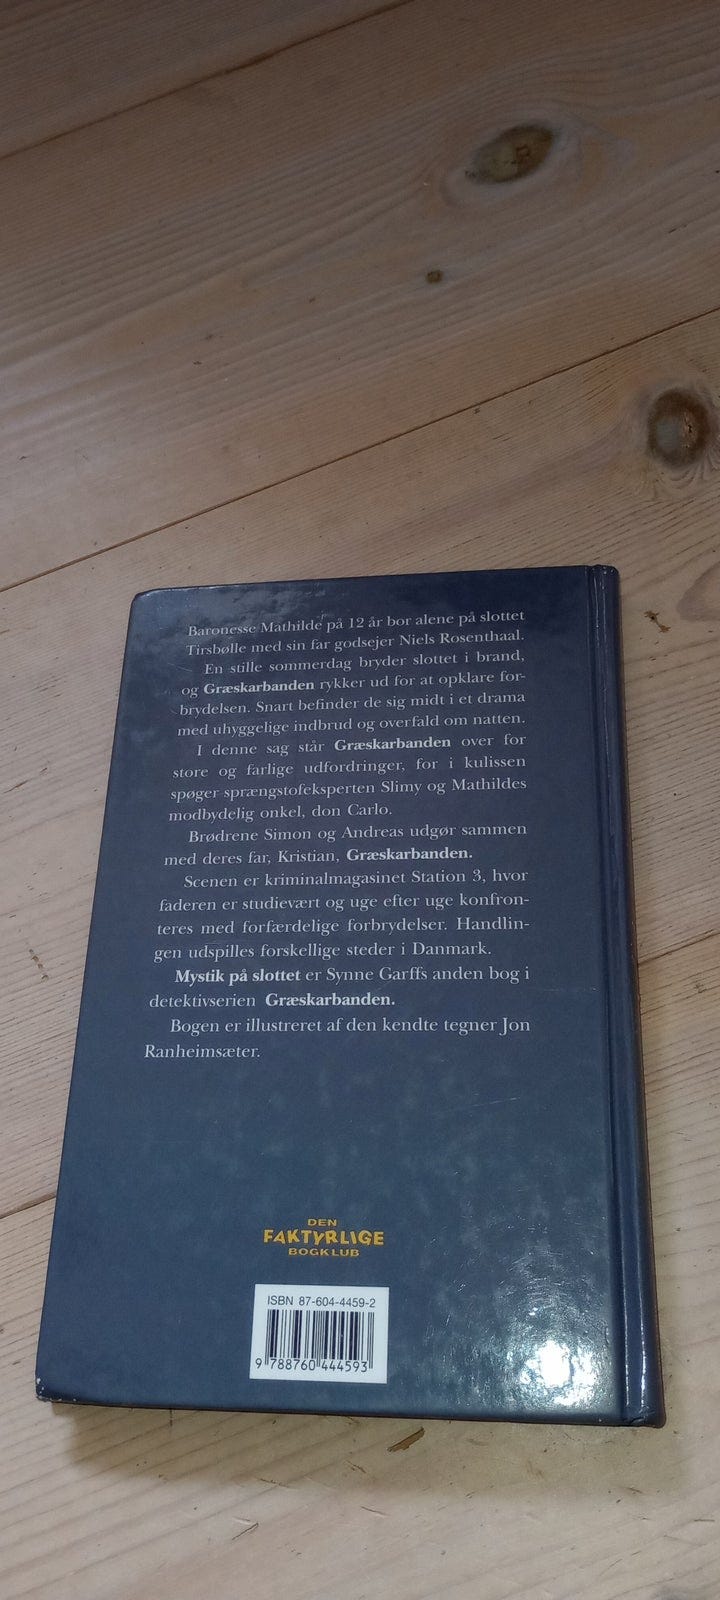 Baronesse Mathilde på 12 år bor alene på slottet
Tirsbølle med sin far godsejer Niels Rosenthaal.
En stille sommerdag bryder slottet i brand,
og Græskarbanden rykker ud for at opklare for-
brydelsen. Snart befinder de sig midt i et drama
med uhyggelige indbrud og overfald om natten.
I denne sag står Græskarbanden over for
store og farlige udfordringer, for i kulissen
spøger sprængstofeksperten Slimy og Mathildes
modbydelig onkel, don Carlo.
Brødrene Simon og Andreas udgør sammen
med deres far, Kristian, Græskarbanden.
Scenen er kriminalmagasinet Station 3, hvor
faderen er studievært og uge efter uge konfron-
teres med forfærdelige forbrydelser. Handlin-
gen udspilles forskellige steder i Danmark.
Mystik på slottet er Synne Garffs anden bog i
detektivserien Græskarbanden.
Bogen er illustreret af den kendte tegner Jon
Ranheimsæter.
DEN
FAKTYRLIGE
BOGKLUB
ISBN 87-604-4459-2
9 788760 444593